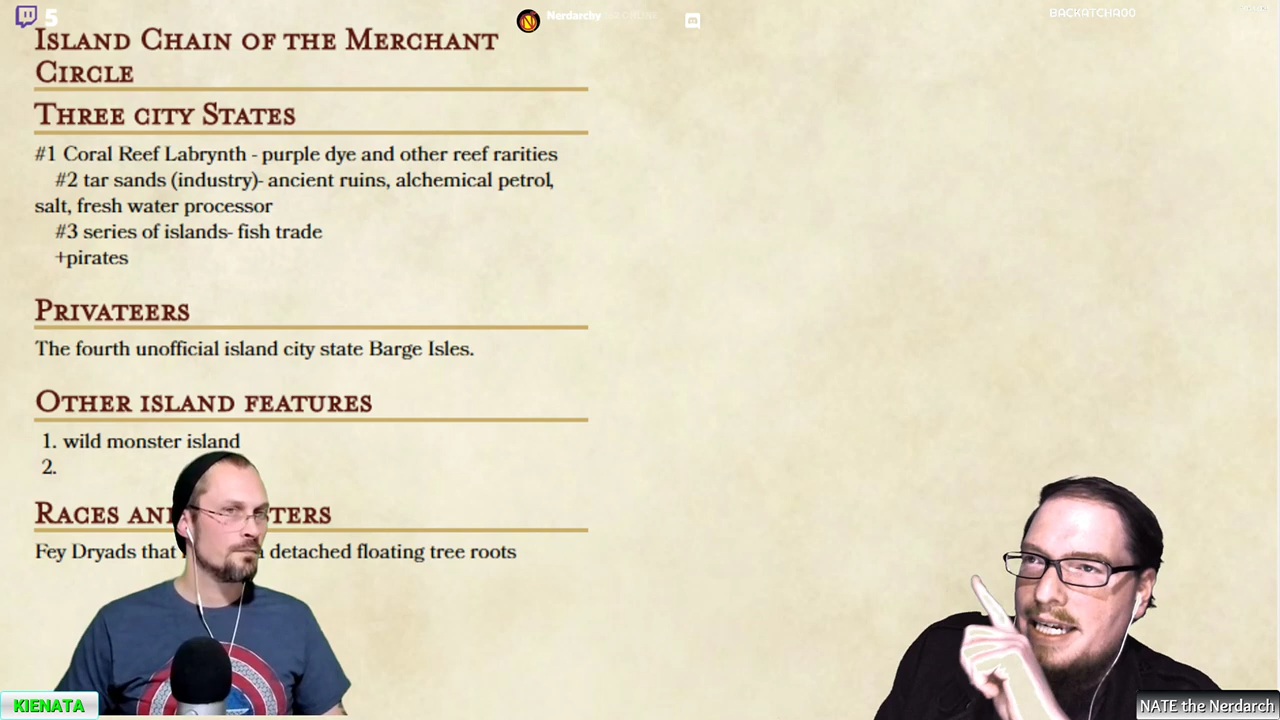 5
Nerdarchy
BACKATCHA00
ISLAND CHAIN OF THE MERCHANT
CIRCLE
THREE CITY STATES
#1 Coral Reef Labrynth - purple dye and other reef rarities
#2 tar sands (industry)- ancient ruins, alchemical petrol,
salt, fresh water processor
#3 series of islands- fish trade
+pirates
PRIVATEERS
The fourth unofficial island city state Barge Isles.
OTHER ISLAND FEATURES
1. wild monster island
2.
RACES
Fey Dryads that detached floating tree roots
KIENATA
NATE the Nerdarch